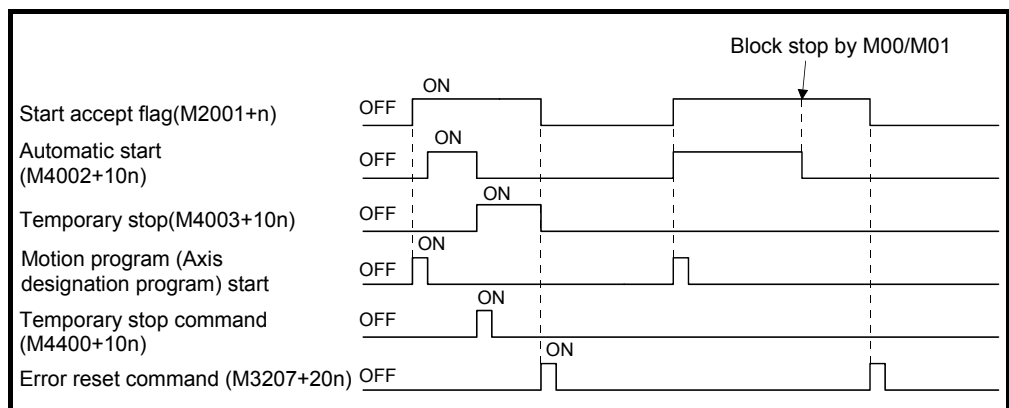 Block stop by M00/M01
ON
Start accept flag(M2001+n) OFF
ON
Automatic start
(M4002+10n) OFF
ON
Temporary stop(M4003+10n) OFF
ON
Motion program (Axis
designation program) start OFF
ON
Temporary stop command
(M4400+10n) OFF
ON
Error reset command (M3207+20n) OFF